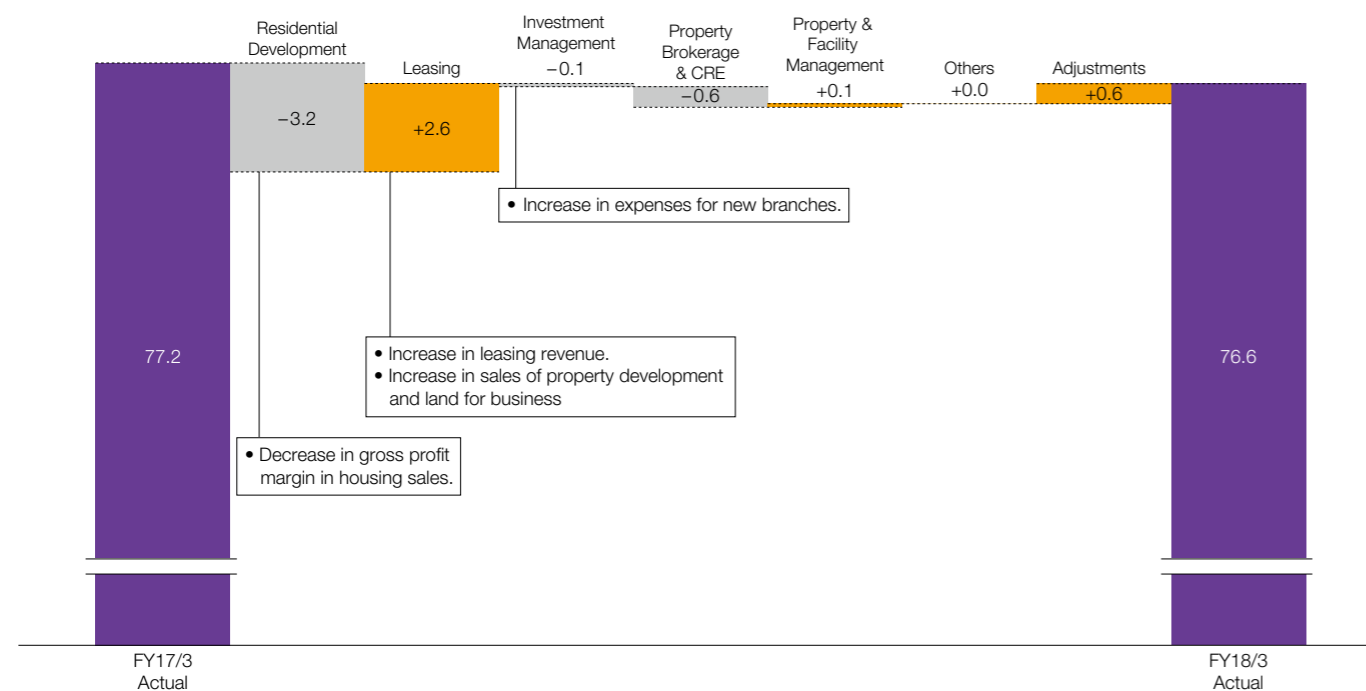 Residential
Development
−3.2
Leasing
+2.6
Investment
Management
−0.1
Property
Brokerage
& CRE
−0.6
Property &
Facility
Management
+0.1
Others
+0.0
Adjustments
+0.6
• Increase in expenses for new branches.
77.2
• Increase in leasing revenue.
• Increase in sales of property development
and land for business
76.6
• Decrease in gross profit
margin in housing sales.
FY17/3
Actual
FY18/3
Actual